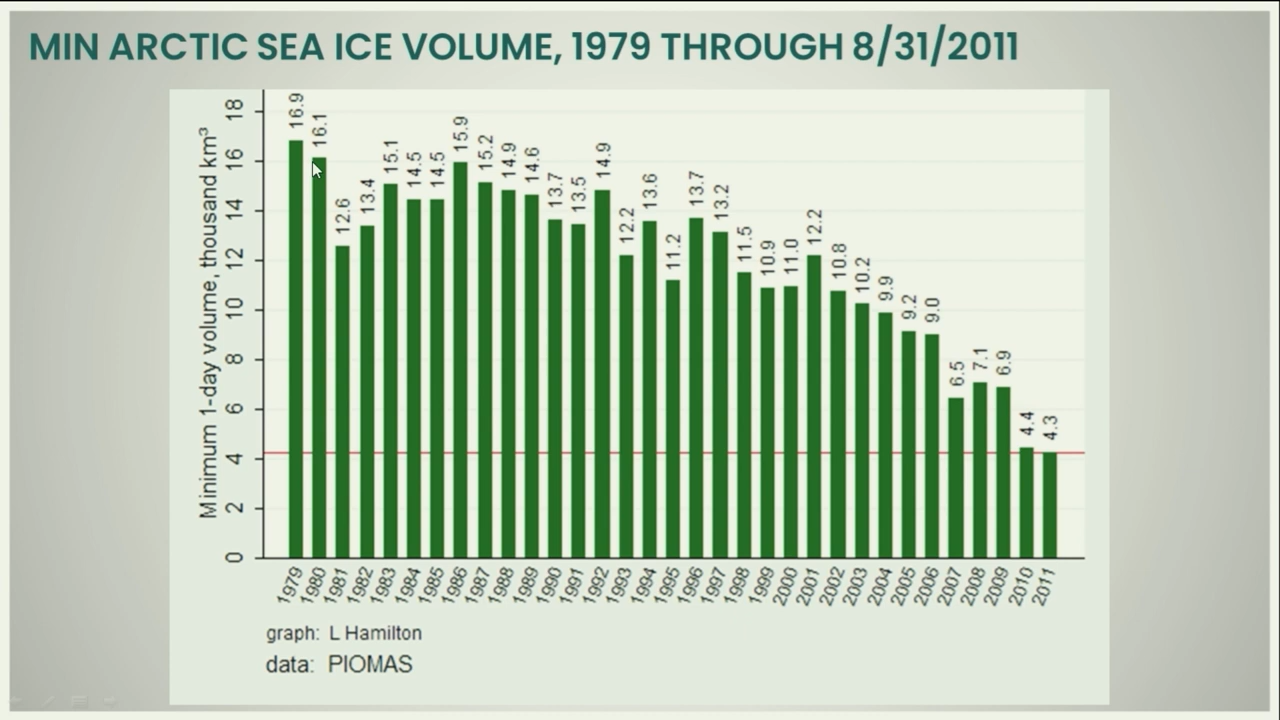 MIN ARCTIC SEA ICE VOLUME, 1979 THROUGH 8/31/2011
Minimum 1-day volume, thousand km³
18
16
14
12
10
8
6
4
2
0
16.9 16.1 12.6 13.4 15.1 14.5 14.5 15.9 15.2 14.9 14.6 13.7 13.5 14.9 12.2 13.6 11.2 13.7 13.2 11.5 10.9 11.0 12.2 10.8 10.2 9.9 9.2 9.0 6.5 7.1 6.9 4.4 4.3
1979 1980 1981 1982 1983 1984 1985 1986 1987 1988 1989 1990 1991 1992 1993 1994 1995 1996 1997 1998 1999 2000 2001 2002 2003 2004 2005 2006 2007 2008 2009 2010 2011
graph: L Hamilton
data: PIOMAS